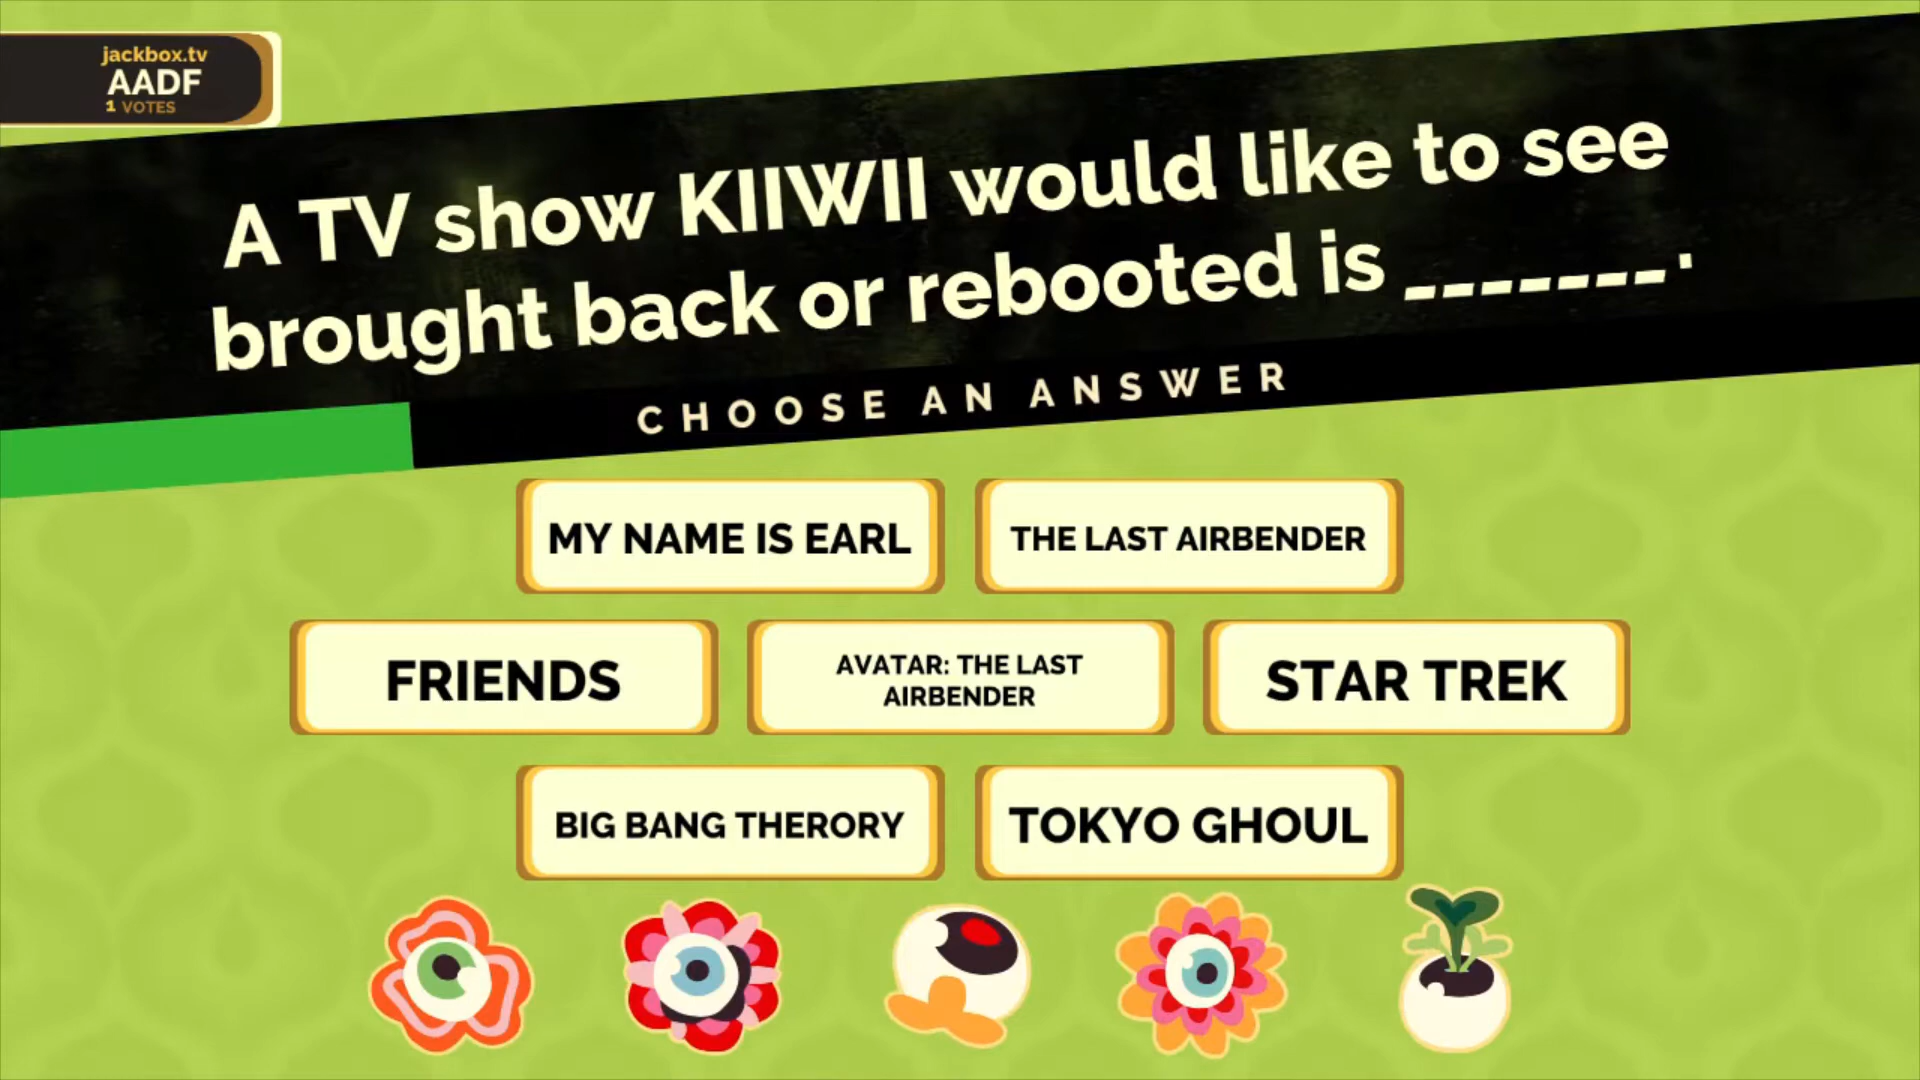 jackbox.tv
AADF
1 VOTES
A TV show KIIWII would like to see
brought back or rebooted is _______.
CHOOSE AN ANSWER
MY NAME IS EARL
THE LAST AIRBENDER
FRIENDS
AVATAR: THE LAST
AIRBENDER
STAR TREK
BIG BANG THERORY
TOKYO GHOUL